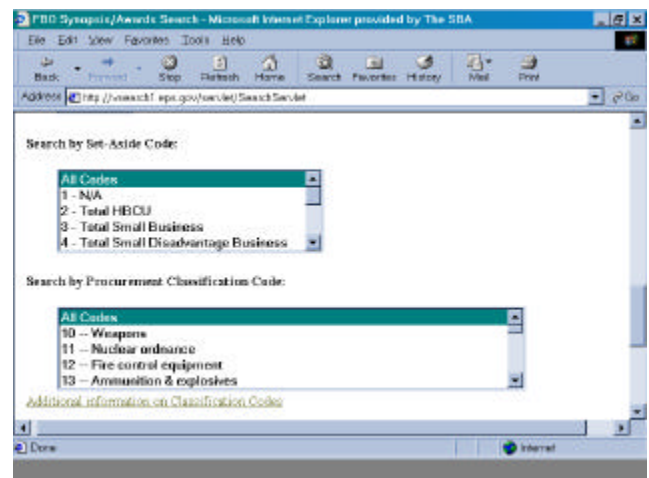 FBO Synopsis/Awards Search - Microsoft Internet Explorer provided by The SBA
File Edit View Favorites Tools Help
Back Forward Stop Refresh Home Search Favorites History Mail Print
Address Go
Search by Set-Aside Code:
All Codes
1 - N/A
2 - Total HBCU
3 - Total Small Business
4 - Total Small Disadvantage Business
Search by Procurement Classification Code:
All Codes
10 -- Weapons
11 -- Nuclear ordnance
12 -- Fire control equipment
13 -- Ammunition & explosives
Additional information on Classification Codes
Done Internet